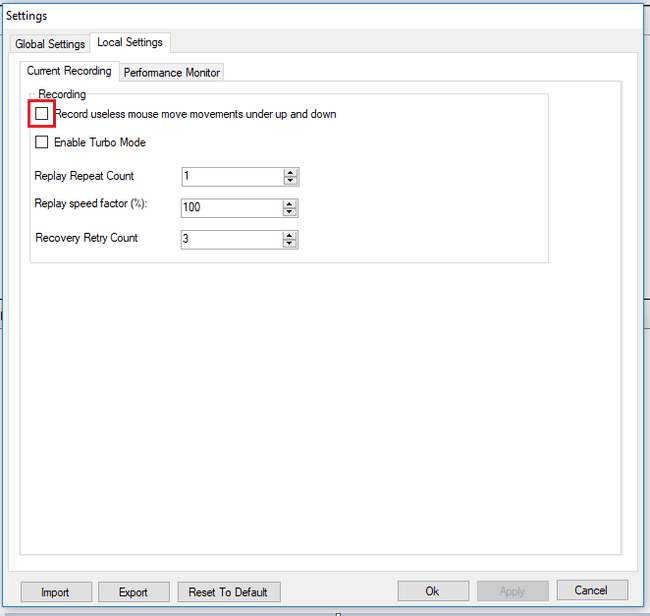 Settings
Global Settings Local Settings
Current Recording Performance Monitor
Recording
Record useless mouse move movements under up and down
Enable Turbo Mode
Replay Repeat Count 1
Replay speed factor (%): 100
Recovery Retry Count 3
Import Export Reset To Default Ok Apply Cancel